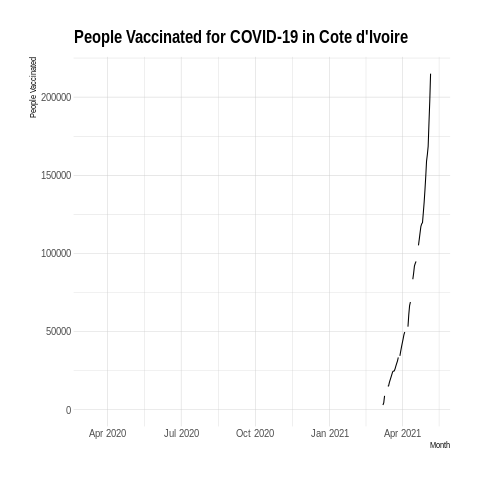 People Vaccinated for COVID-19 in Cote d'Ivoire
People Vaccinated
200000
150000
100000
50000
0
Apr 2020 Jul 2020 Oct 2020 Jan 2021 Apr 2021
Month